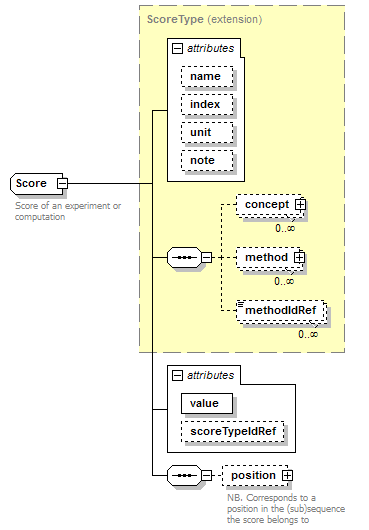 ScoreType (extension)
attributes
name
index
unit
note
Score
Score of an experiment or
computation
concept
0..∞
method
0..∞
methodIdRef
0..∞
attributes
value
scoreTypeIdRef
position
NB. Corresponds to a
position in the (sub)sequence
the score belongs to